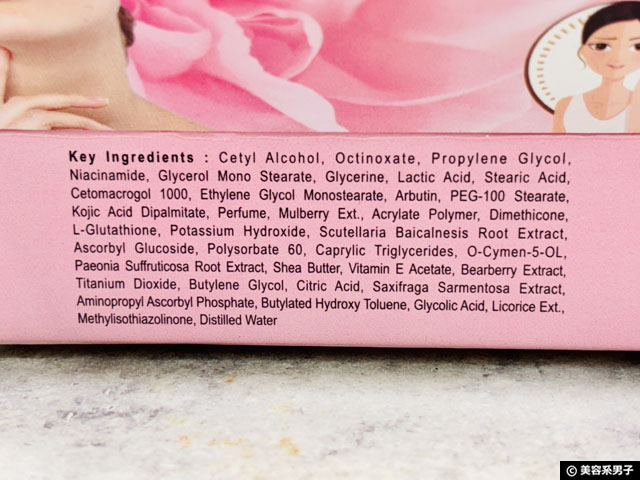 Key Ingredients : Cetyl Alcohol, Octinoxate, Propylene Glycol,
Niacinamide, Glycerol Mono Stearate, Glycerine, Lactic Acid, Stearic Acid,
Cetomacrogol 1000, Ethylene Glycol Monostearate, Arbutin, PEG-100 Stearate,
Kojic Acid Dipalmitate, Perfume, Mulberry Ext., Acrylate Polymer, Dimethicone,
L-Glutathione, Potassium Hydroxide, Scutellaria Baicalnesis Root Extract,
Ascorbyl Glucoside, Polysorbate 60, Caprylic Triglycerides, O-Cymen-5-OL,
Paeonia Suffruticosa Root Extract, Shea Butter, Vitamin E Acetate, Bearberry Extract,
Titanium Dioxide, Butylene Glycol, Citric Acid, Saxifraga Sarmentosa Extract,
Aminopropyl Ascorbyl Phosphate, Butylated Hydroxy Toluene, Glycolic Acid, Licorice Ext.,
Methylisothiazolinone, Distilled Water
© 美容系男子